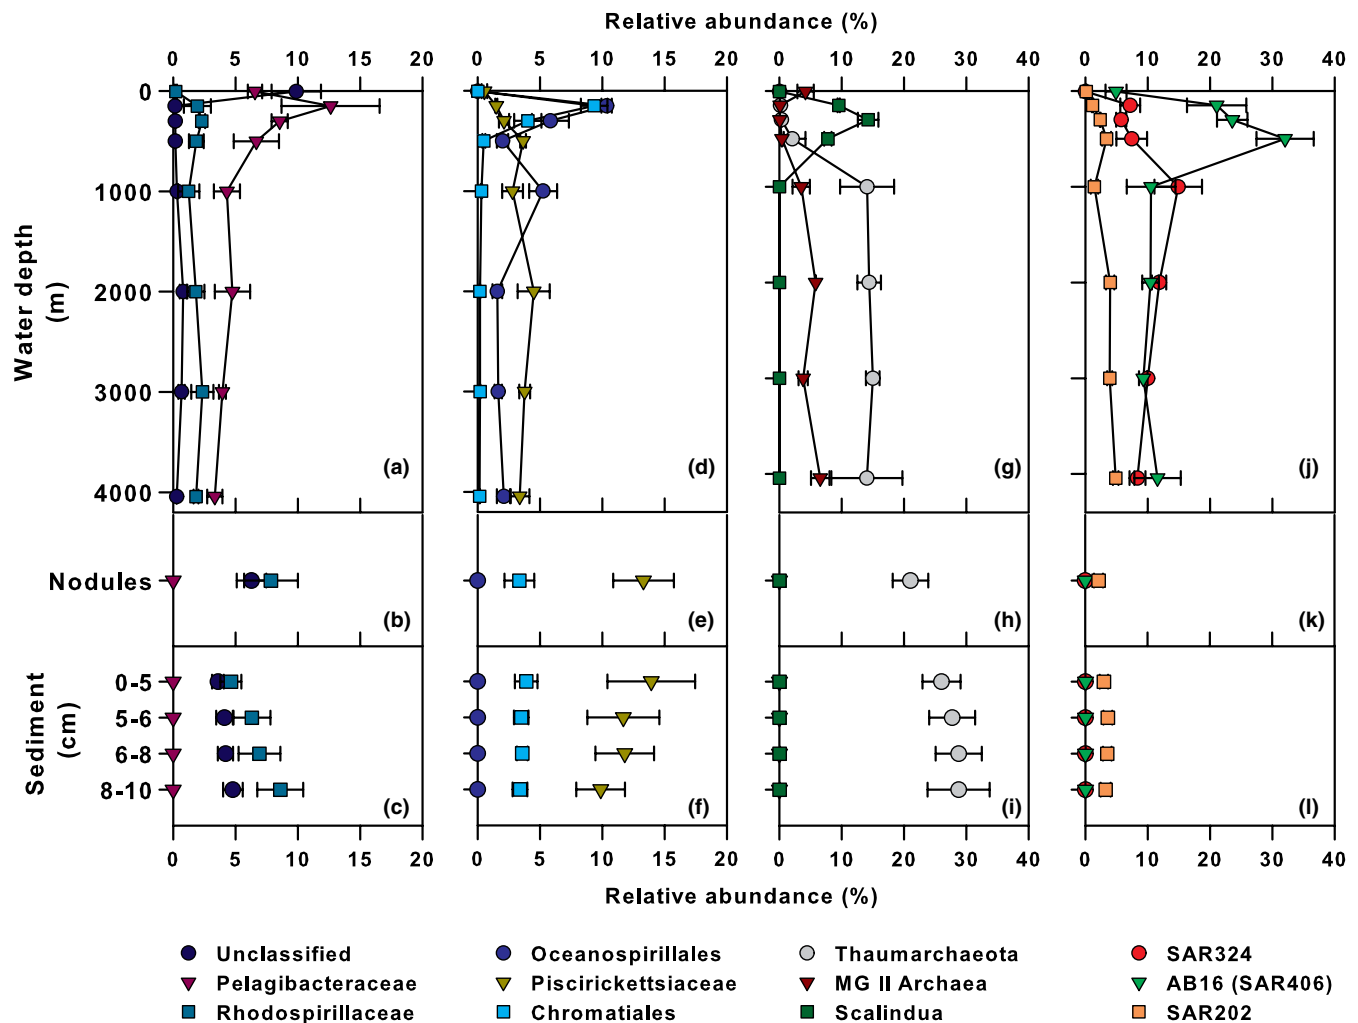 Relative abundance (%)
0 5 10 15 20 0 5 10 15 20 0 10 20 30 40 0 10 20 30 40
0
1000
2000
3000
4000
Water depth
(m)
(a) (d) (g) (j)
Nodules
(b) (e) (h) (k)
0-5
5-6
6-8
8-10
Sediment
(cm)
(c) (f) (i) (l)
0 5 10 15 20 0 5 10 15 20 0 10 20 30 40 0 10 20 30 40
Relative abundance (%)
Unclassified Oceanospirillales Thaumarchaeota SAR324
Pelagibacteraceae Piscirickettsiaceae MG II Archaea AB16 (SAR406)
Rhodospirillaceae Chromatiales Scalindua SAR202